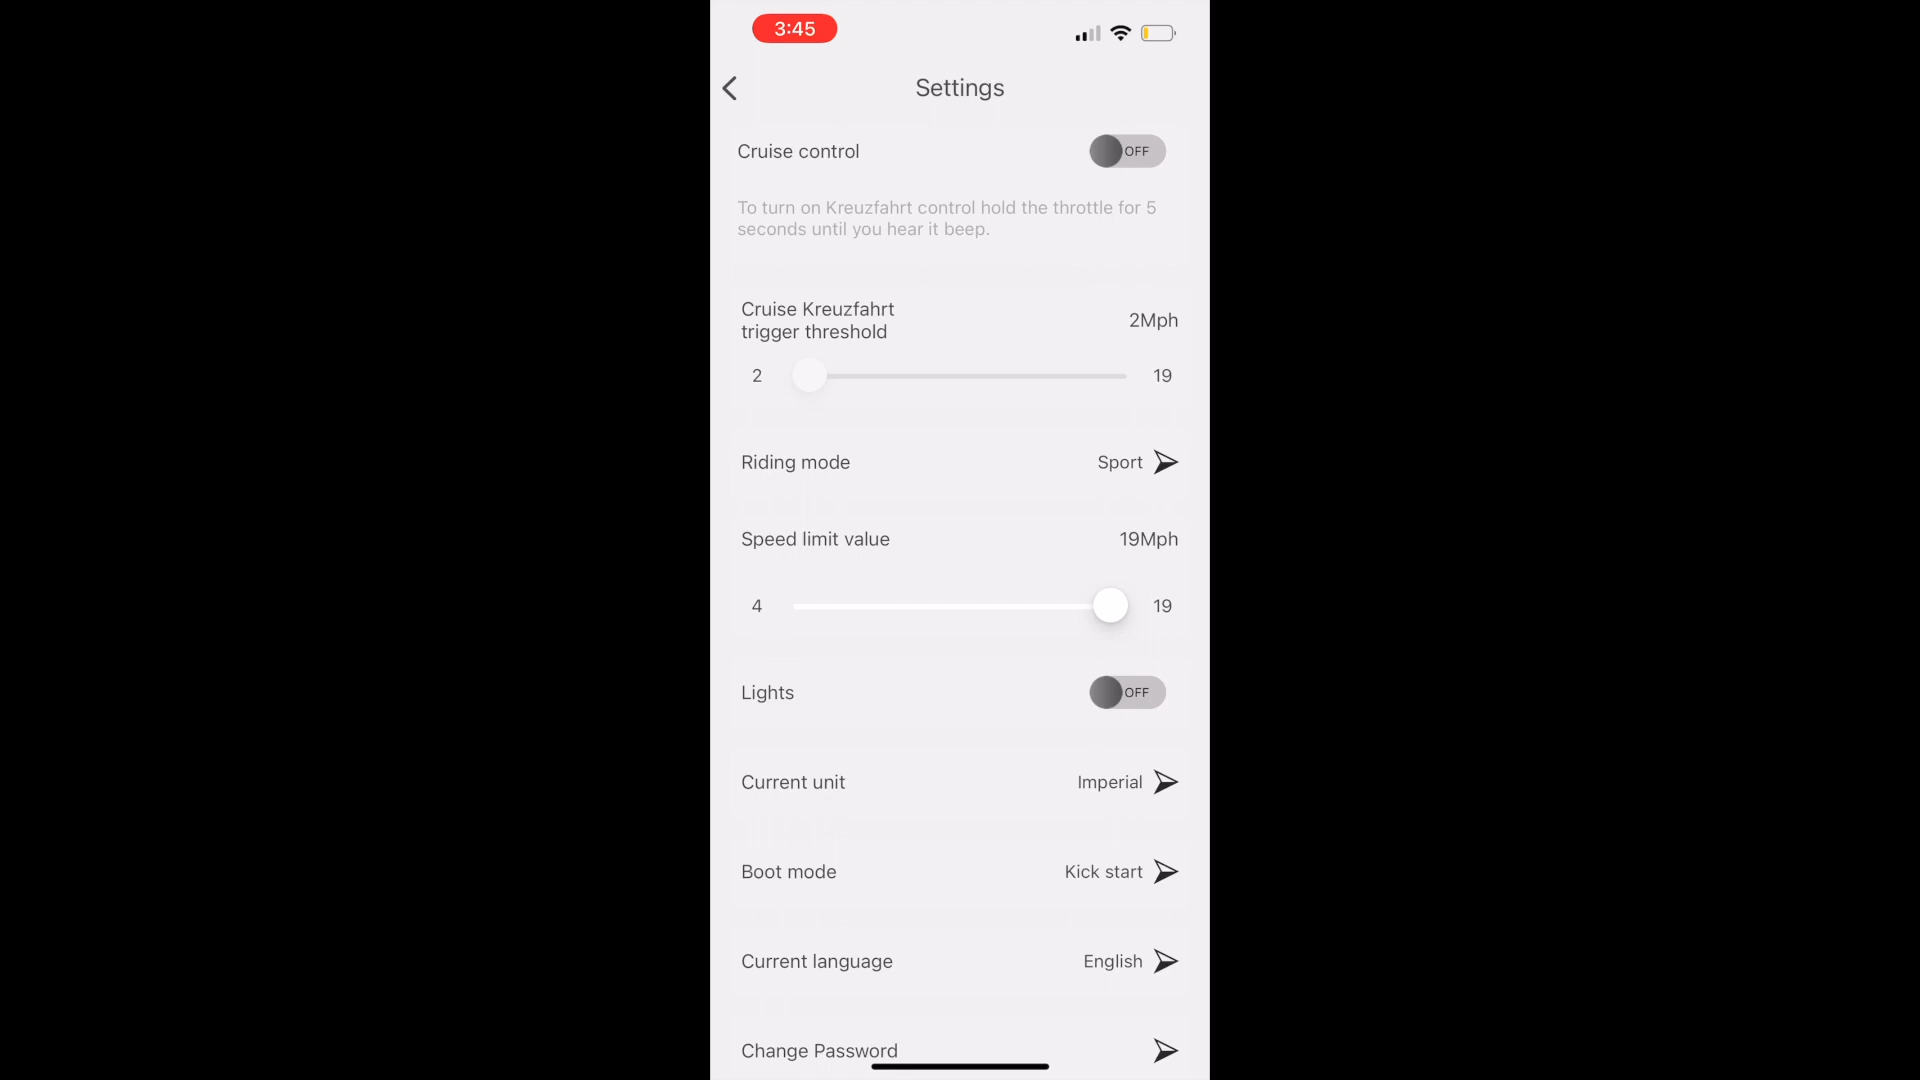 3:45
Settings
Cruise control OFF
To turn on Kreuzfahrt control hold the throttle for 5
seconds until you hear it beep.
Cruise Kreuzfahrt
trigger threshold
2Mph
2 19
Riding mode Sport
Speed limit value 19Mph
4 19
Lights OFF
Current unit Imperial
Boot mode Kick start
Current language English
Change Password